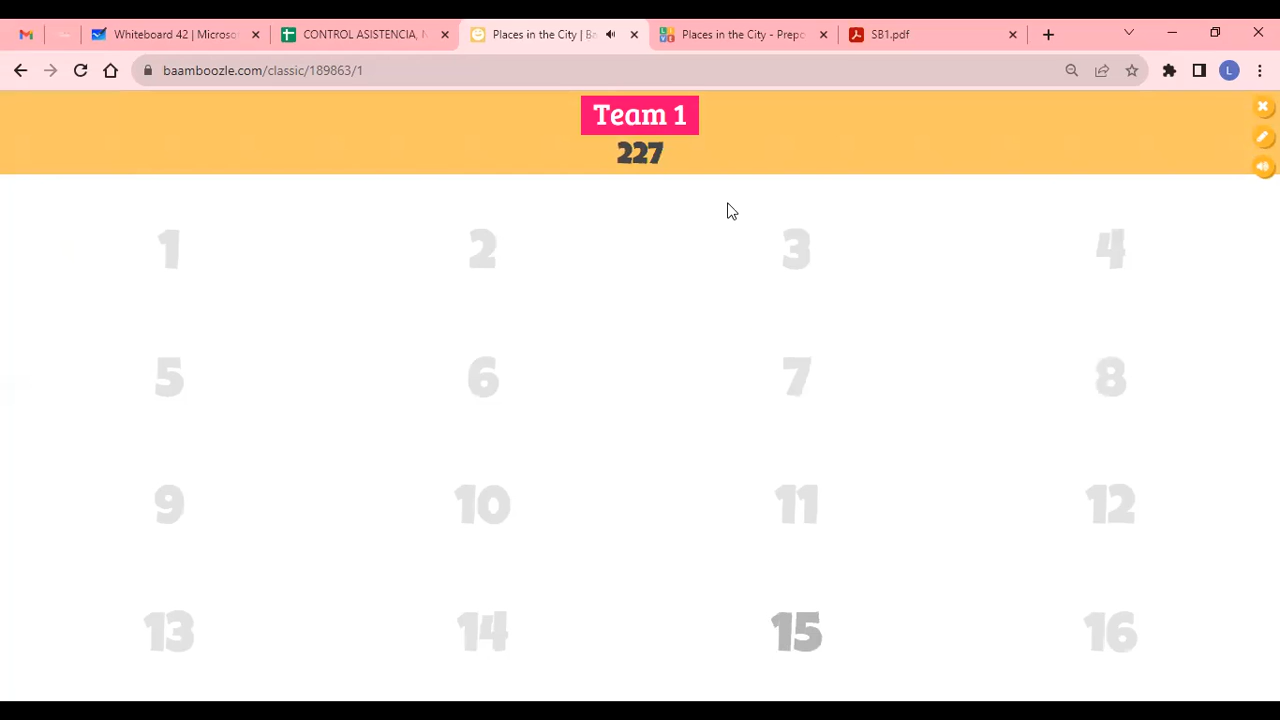 Whiteboard 42 | Microso
CONTROL ASISTENCIA, N
Places in the City | Ba
Places in the City - Prepo
SB1.pdf
baamboozle.com/classic/189863/1
L
Team 1
227
1 2 3 4
5 6 7 8
9 10 11 12
13 14 15 16